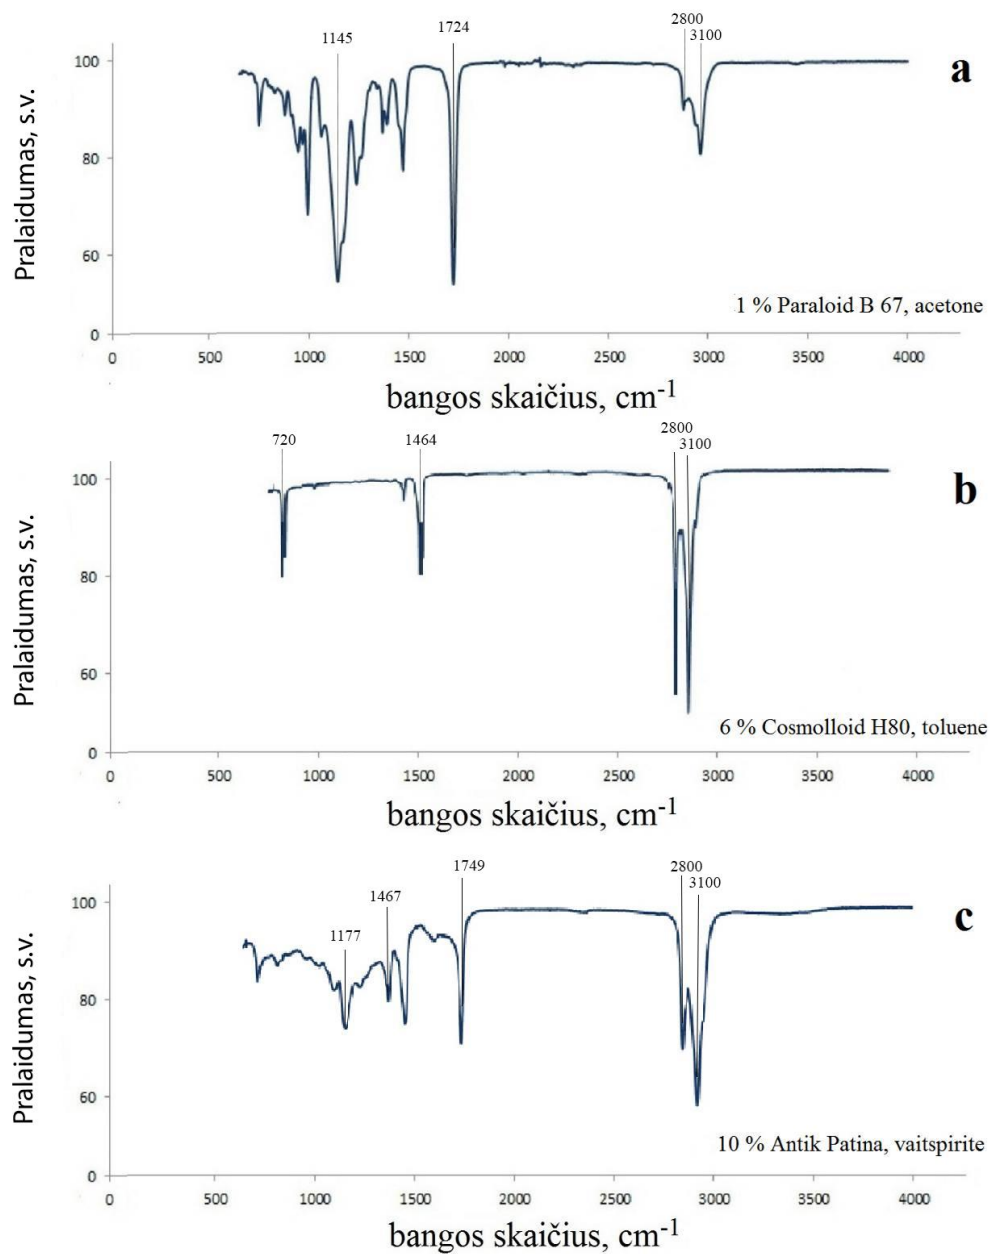 2800
1724
3100
1145
100
a
80
Pralaidumas, s.v.
60
1 % Paraloid B 67, acetone
0
0 500 1000 1500 2000 2500 3000 3500 4000
bangos skaičius, cm-1
2800
720 1464 3100
100
b
80
Pralaidumas, s.v.
60
6 % Cosmolloid H80, toluene
0
0 500 1000 1500 2000 2500 3000 3500 4000
bangos skaičius, cm-1
1749 2800
3100
1467
100
c
1177
80
Pralaidumas, s.v.
60
10 % Antik Patina, vaitspirite
0
0 500 1000 1500 2000 2500 3000 3500 4000
bangos skaičius, cm-1